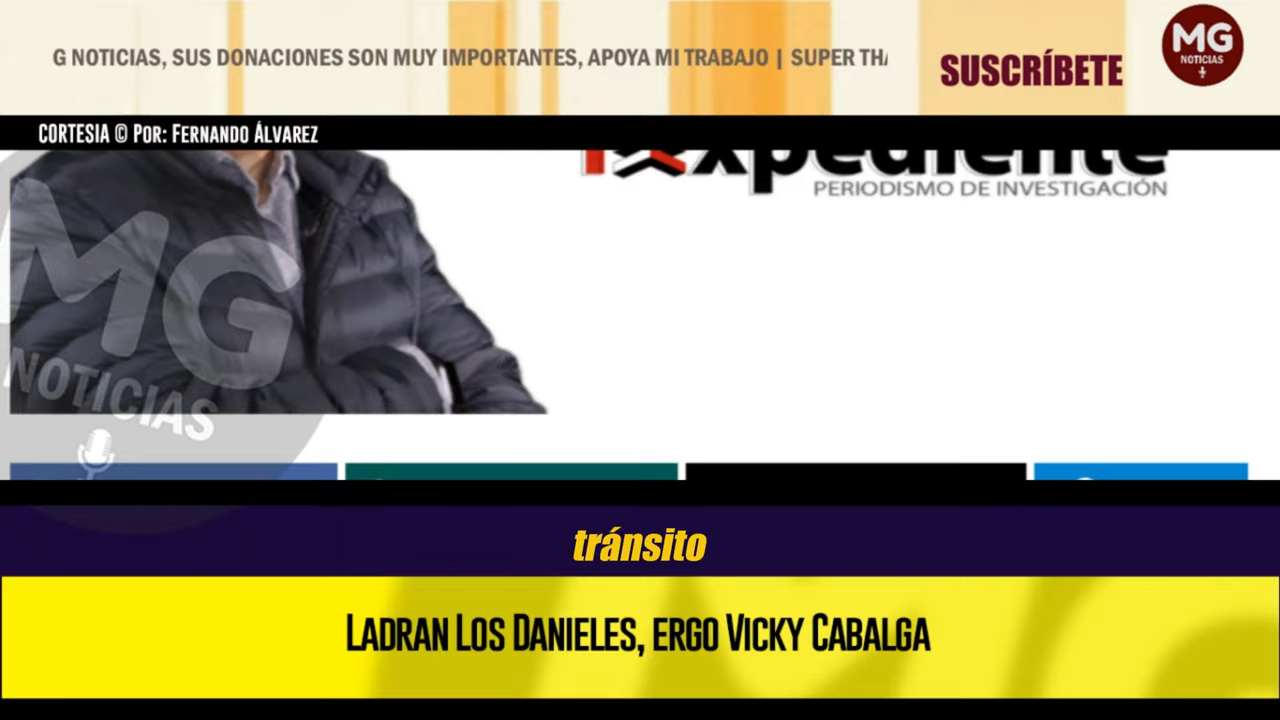 G NOTICIAS, SUS DONACIONES SON MUY IMPORTANTES, APOYA MI TRABAJO | SUPER THA
SUSCRÍBETE
MG
NOTICIAS
CORTESIA © Por: Fernando Álvarez
xpediente
PERIODISMO DE INVESTIGACIÓN
MG
NOTICIAS
tránsito
Ladran Los Danieles, ergo Vicky Cabalga